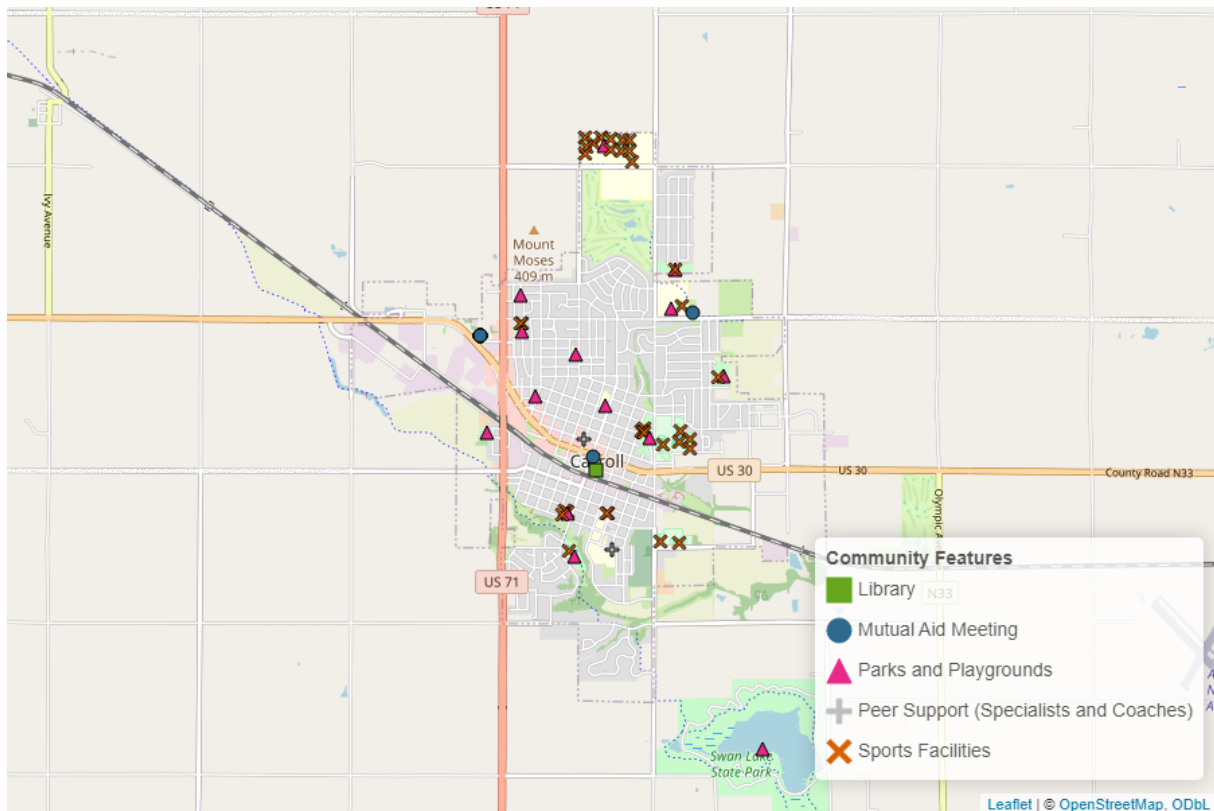 Ivy Avenue
Mount
Moses
409 m
Carroll
US 30
US 30
County Road N33
Olympic
US 71
N33
Swan Lake
State Park
Community Features
Library
Mutual Aid Meeting
Parks and Playgrounds
Peer Support (Specialists and Coaches)
Sports Facilities
A
N
A
Leaflet | © OpenStreetMap, ODbL